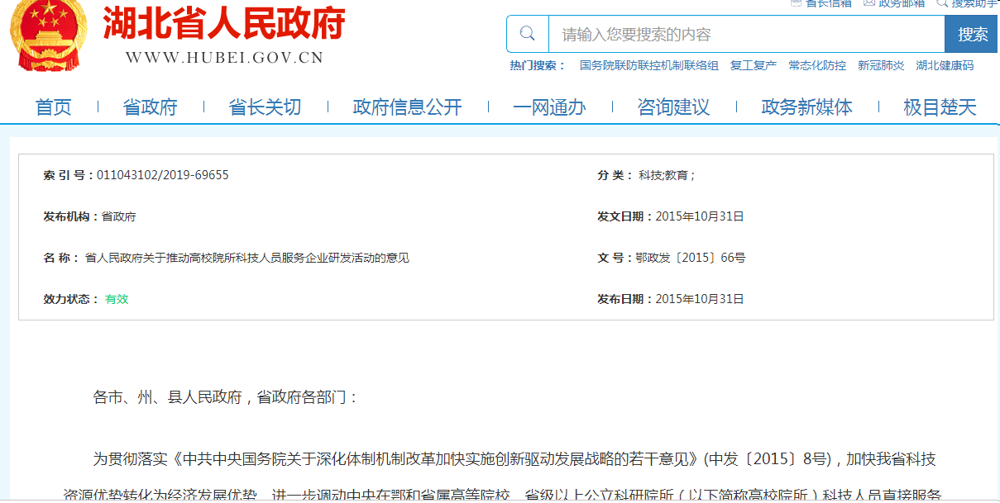 省长信箱 政务邮箱 搜索助手
湖北省人民政府
WWW.HUBEI.GOV.CN
请输入您要搜索的内容 搜索
热门搜索： 国务院联防联控机制联络组 复工复产 常态化防控 新冠肺炎 湖北健康码
首页 省政府 省长关切 政府信息公开 一网通办 咨询建议 政务新媒体 极目楚天
索 引 号：011043102/2019-69655 分 类： 科技;教育 ;
发布机构：省政府 发文日期：2015年10月31日
名 称： 省人民政府关于推动高校院所科技人员服务企业研发活动的意见 文 号：鄂政发〔2015〕66号
效力状态： 有效 发布日期：2015年10月31日
各市、州、县人民政府，省政府各部门：
为贯彻落实《中共中央国务院关于深化体制机制改革加快实施创新驱动发展战略的若干意见》(中发〔2015〕8号)，加快我省科技
资源优势转化为经济发展优势，进一步调动中央在鄂和省属高等院校、省级以上公立科研院所（以下简称高校院所）科技人员直接服务